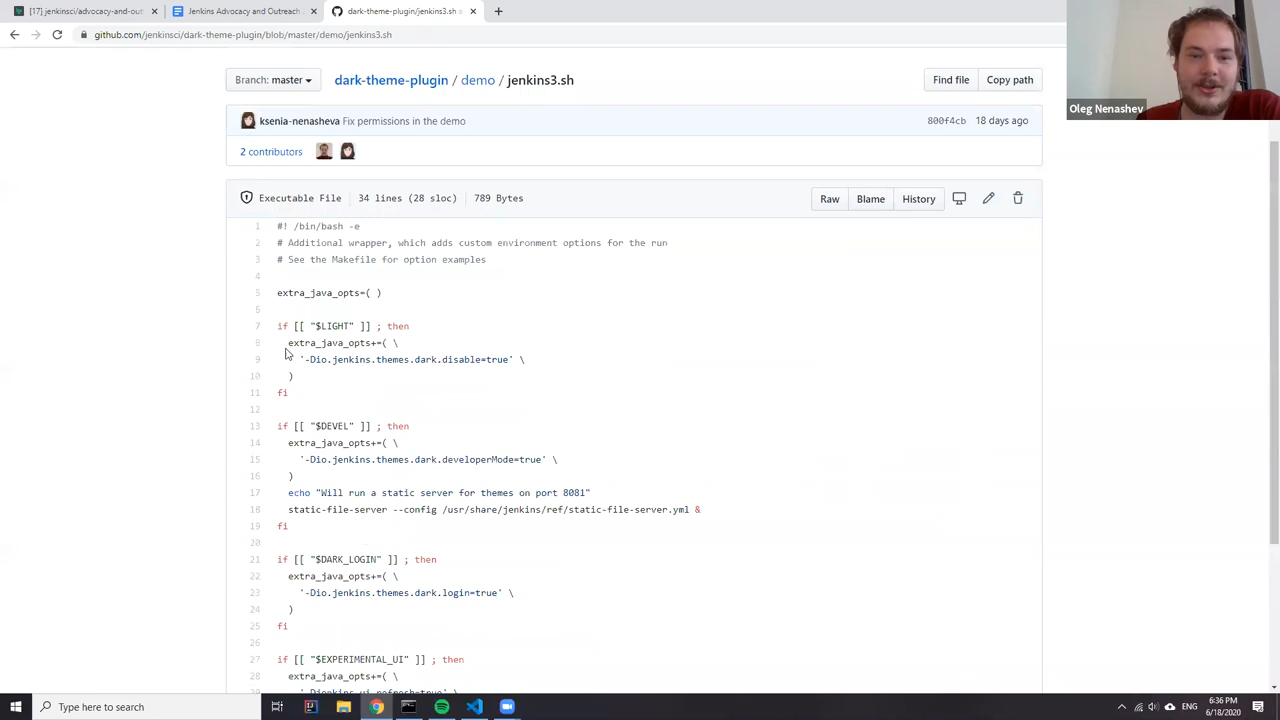 [17] jenkinsci/advocacy-and-out
Jenkins Advocacy and Outreach
dark-theme-plugin/jenkins3.sh
github.com/jenkinsci/dark-theme-plugin/blob/master/demo/jenkins3.sh
Branch: master
dark-theme-plugin / demo / jenkins3.sh
Find file
Copy path
Oleg Nenashev
ksenia-nenasheva Fix permissions in the demo
800f4cb 18 days ago
2 contributors
Executable File 34 lines (28 sloc) 789 Bytes
Raw Blame History
1 #! /bin/bash -e
2 # Additional wrapper, which adds custom environment options for the run
3 # See the Makefile for option examples
4
5 extra_java_opts=( )
6
7 if [[ "$LIGHT" ]] ; then
8 extra_java_opts+=( \
9 '-Dio.jenkins.themes.dark.disable=true' \
10 )
11 fi
12
13 if [[ "$DEVEL" ]] ; then
14 extra_java_opts+=( \
15 '-Dio.jenkins.themes.dark.developerMode=true' \
16 )
17 echo "Will run a static server for themes on port 8081"
18 static-file-server --config /usr/share/jenkins/ref/static-file-server.yml &
19 fi
20
21 if [[ "$DARK_LOGIN" ]] ; then
22 extra_java_opts+=( \
23 '-Dio.jenkins.themes.dark.login=true' \
24 )
25 fi
26
27 if [[ "$EXPERIMENTAL_UI" ]] ; then
28 extra_java_opts+=( \
Type here to search
ENG
6:36 PM
6/18/2020